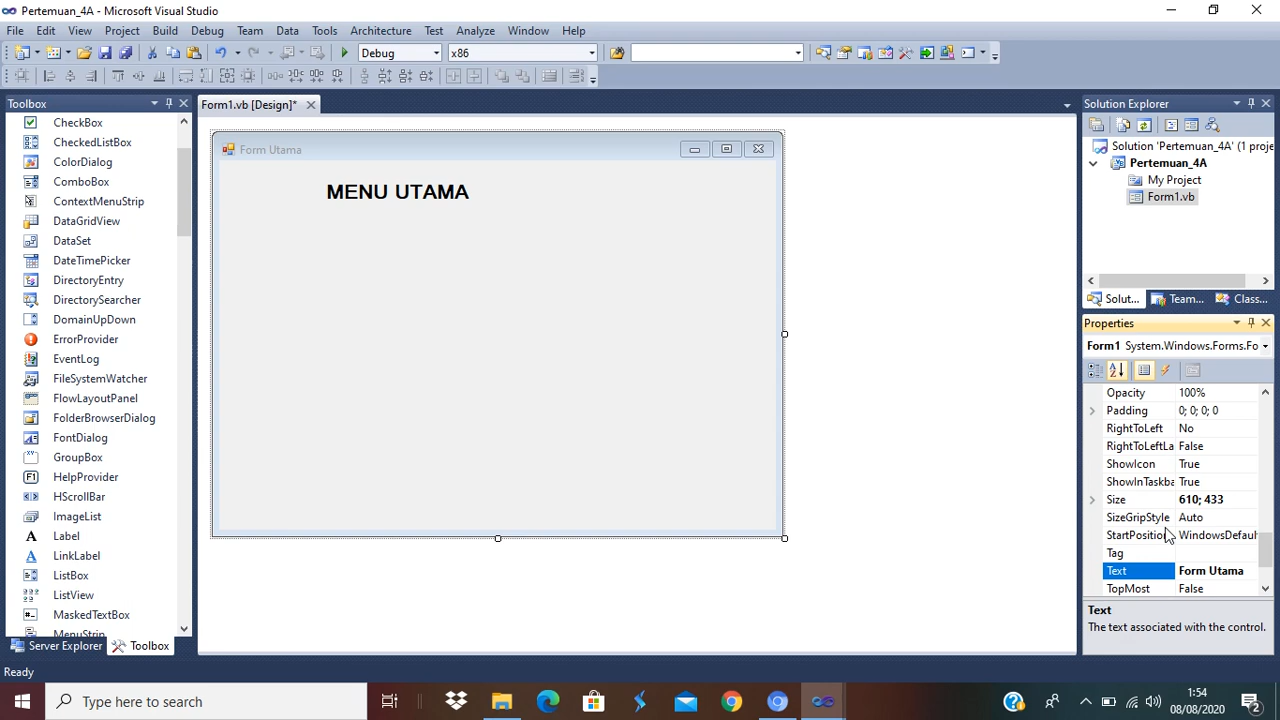 Pertemuan_4A - Microsoft Visual Studio
File Edit View Project Build Debug Team Data Tools Architecture Test Analyze Window Help
Debug x86
Toolbox
CheckBox
CheckedListBox
ColorDialog
ComboBox
ContextMenuStrip
DataGridView
DataSet
DateTimePicker
DirectoryEntry
DirectorySearcher
DomainUpDown
ErrorProvider
EventLog
FileSystemWatcher
FlowLayoutPanel
FolderBrowserDialog
FontDialog
GroupBox
HelpProvider
HScrollBar
ImageList
Label
LinkLabel
ListBox
ListView
MaskedTextBox
MenuStrip
Server Explorer Toolbox
Form1.vb [Design]*
Form Utama
MENU UTAMA
Solution Explorer
Solution 'Pertemuan_4A' (1 proje
Pertemuan_4A
My Project
Form1.vb
Solut... Team... Class...
Properties
Form1 System.Windows.Forms.Fo
Opacity 100%
Padding 0; 0; 0; 0
RightToLeft No
RightToLeftLa False
ShowIcon True
ShowInTaskba True
Size 610; 433
SizeGripStyle Auto
StartPosition WindowsDefaul
Tag
Text Form Utama
TopMost False
Text
The text associated with the control.
Ready
Type here to search
1:54
08/08/2020
2